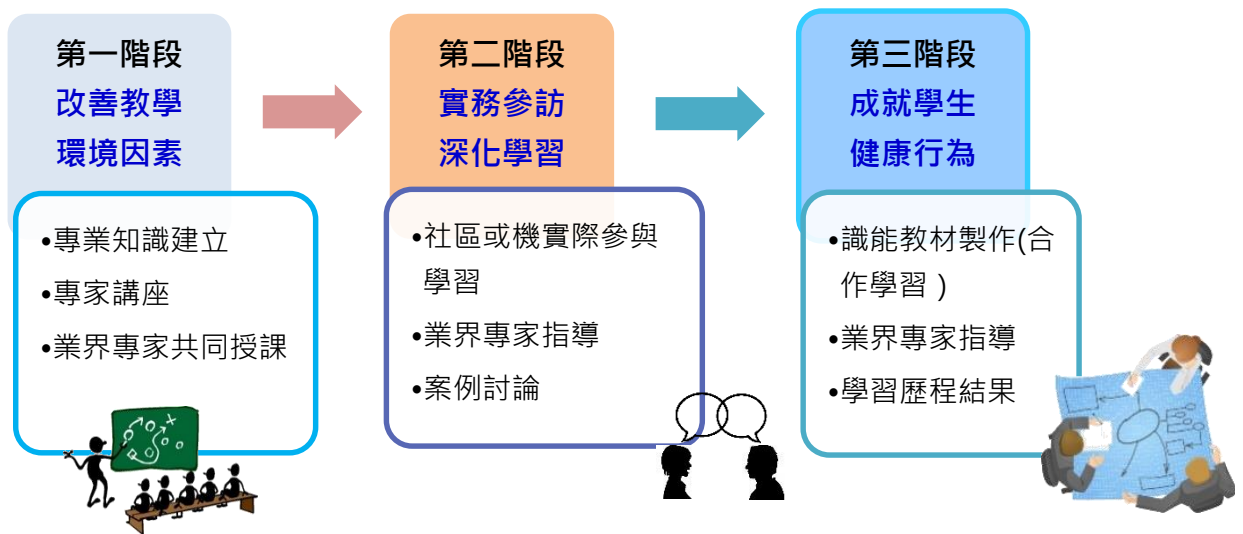 第一階段
改善教學
環境因素
•專業知識建立
•專家講座
•業界專家共同授課
第二階段
實務參訪
深化學習
•社區或機實際參與
學習
•業界專家指導
•案例討論
第三階段
成就學生
健康行為
•識能教材製作(合
作學習)
•業界專家指導
•學習歷程結果